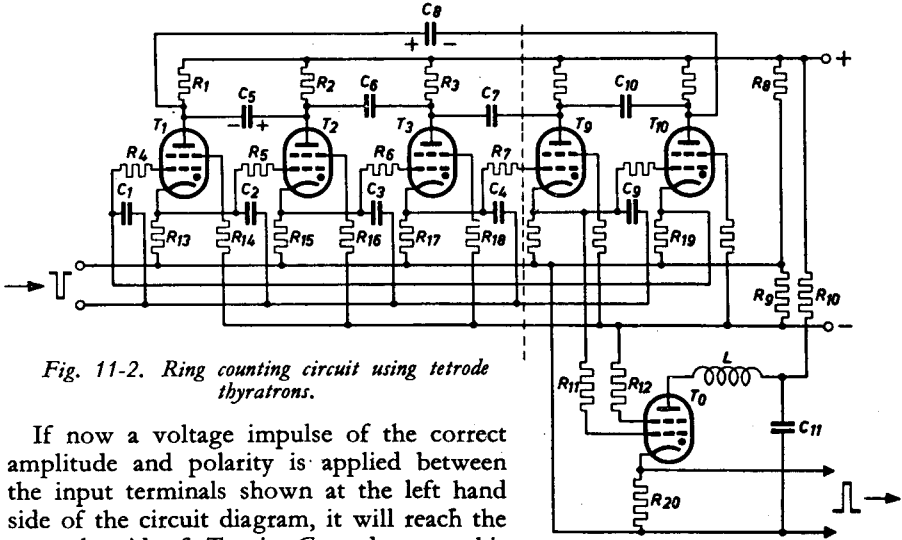 C8
+ −
+
R1
R2
R3
R8
C5
− +
C6
C7
C10
T1
T2
T3
T9
T10
R4
R5
R6
R7
C1
C2
C3
C4
C9
R13
R14
R15
R16
R17
R18
R19
R9
R10
−
Fig. 11-2. Ring counting circuit using tetrode
thyratrons.
L
R11
R12
T0
C11
R20
If now a voltage impulse of the correct
amplitude and polarity is applied between
the input terminals shown at the left hand
side of the circuit diagram, it will reach the